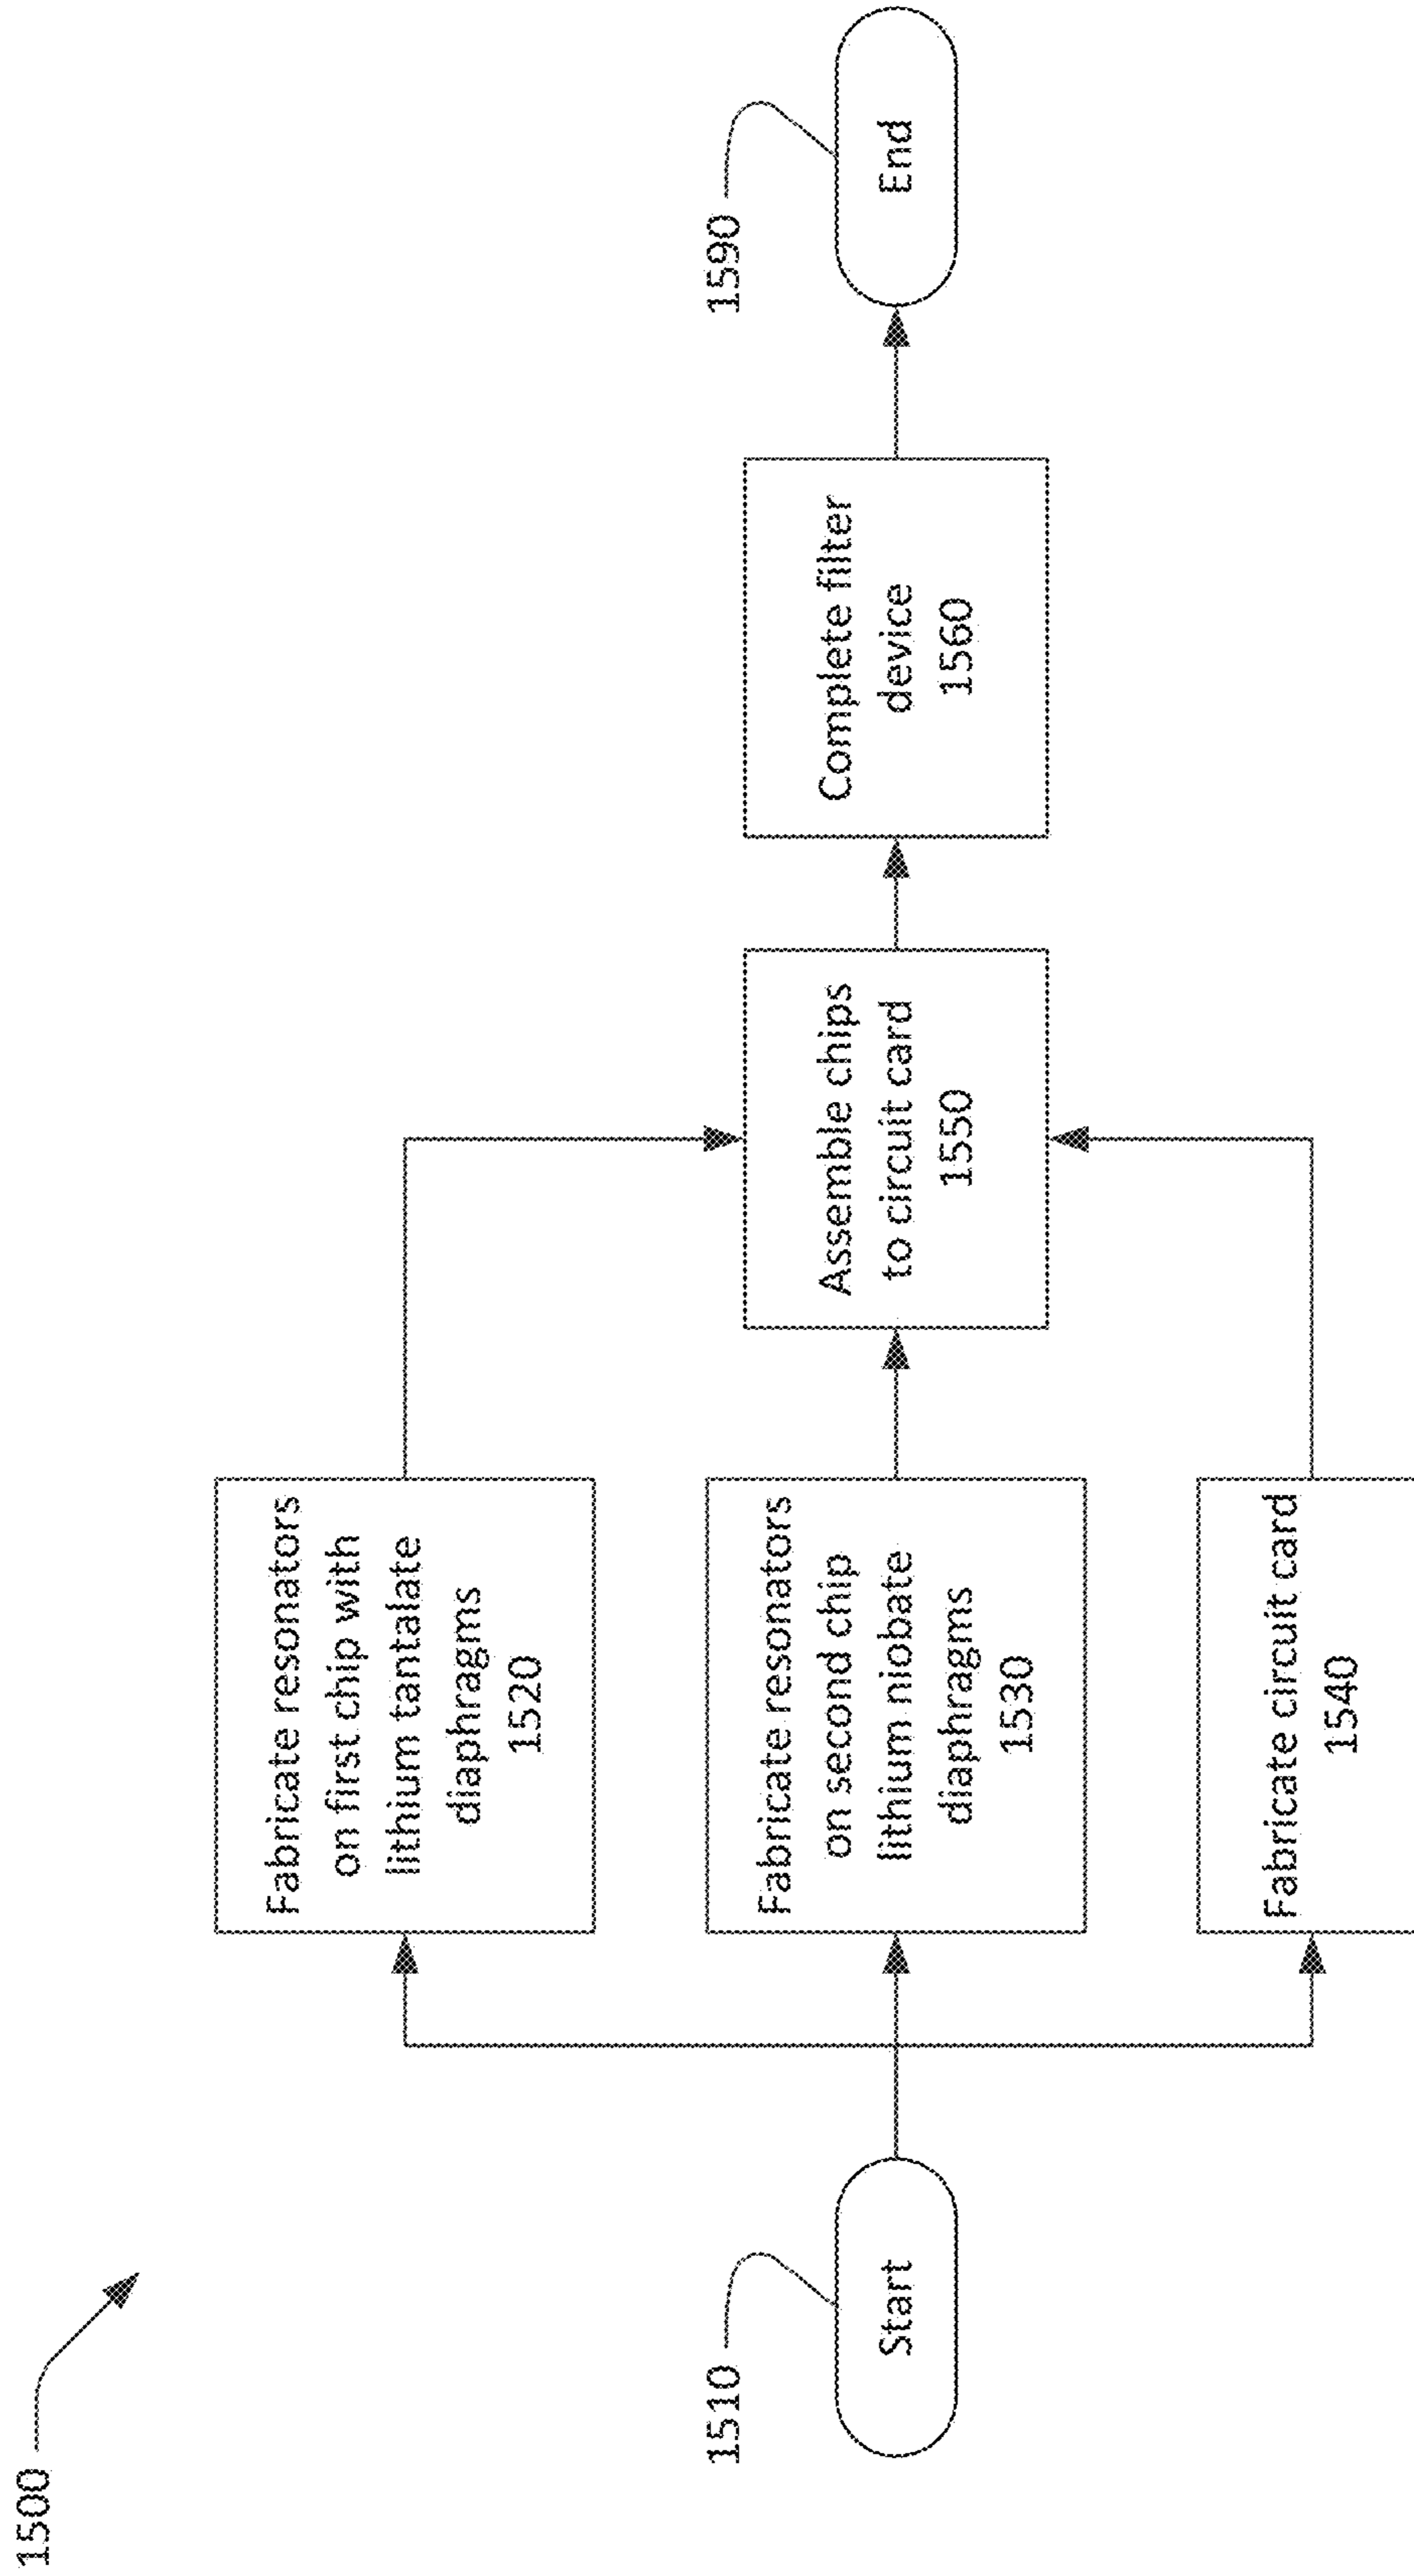 1500
1510
Start
Fabricate resonators
on first chip with
lithium tantalate
diaphragms
1520
Fabricate resonators
on second chip
lithium niobate
diaphragms
1530
Fabricate circuit card
1540
Assemble chips
to circuit card
1550
Complete filter
device
1560
1590
End